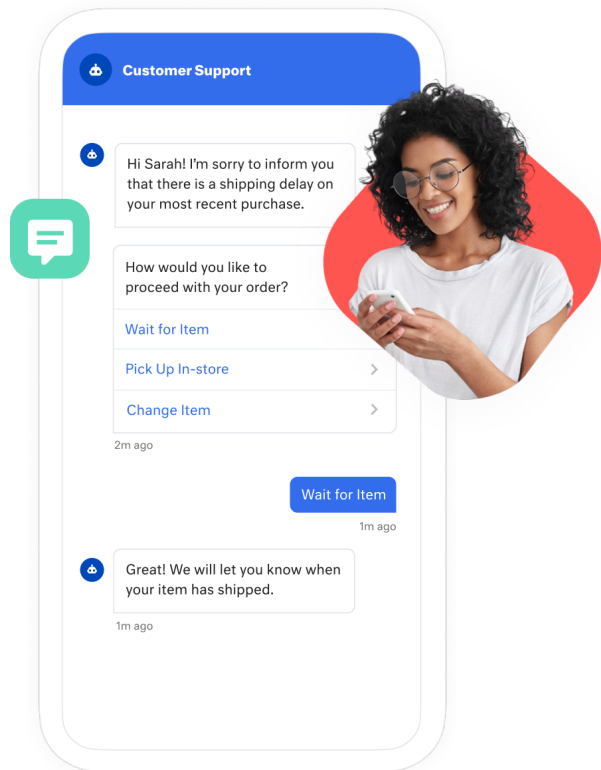 Customer Support
Hi Sarah! I'm sorry to inform you
that there is a shipping delay on
your most recent purchase.
How would you like to
proceed with your order?
Wait for Item
Pick Up In-store
Change Item
2m ago
Wait for Item
1m ago
Great! We will let you know when
your item has shipped.
1m ago